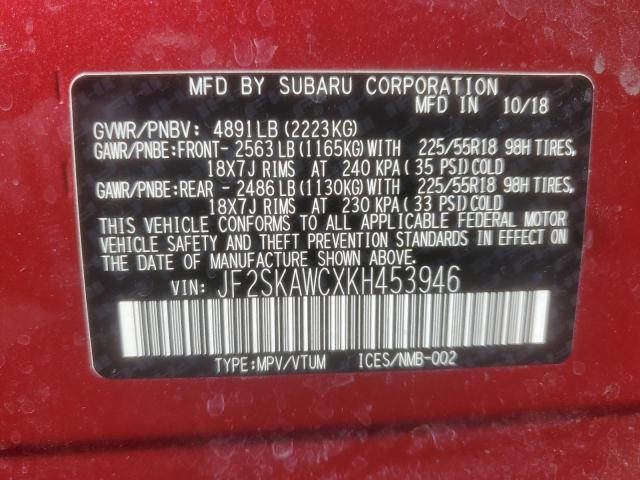 MFD BY SUBARU CORPORATION
MFD IN 10/18
GVWR/PNBV: 4891LB (2223KG)
GAWR/PNBE:FRONT- 2563LB (1165KG)WITH 225/55R18 98H TIRES,
18X7J RIMS AT 240 KPA( 35 PSI)COLD
GAWR/PNBE:REAR - 2486LB (1130KG)WITH 225/55R18 98H TIRES,
18X7J RIMS AT 230 KPA( 33 PSI)COLD
THIS VEHICLE CONFORMS TO ALL APPLICABLE FEDERAL MOTOR
VEHICLE SAFETY AND THEFT PREVENTION STANDARDS IN EFFECT ON
THE DATE OF MANUFACTURE SHOWN ABOVE.
VIN: JF2SKAWCXKH453946
TYPE:MPV/VTUM ICES/NMB-002